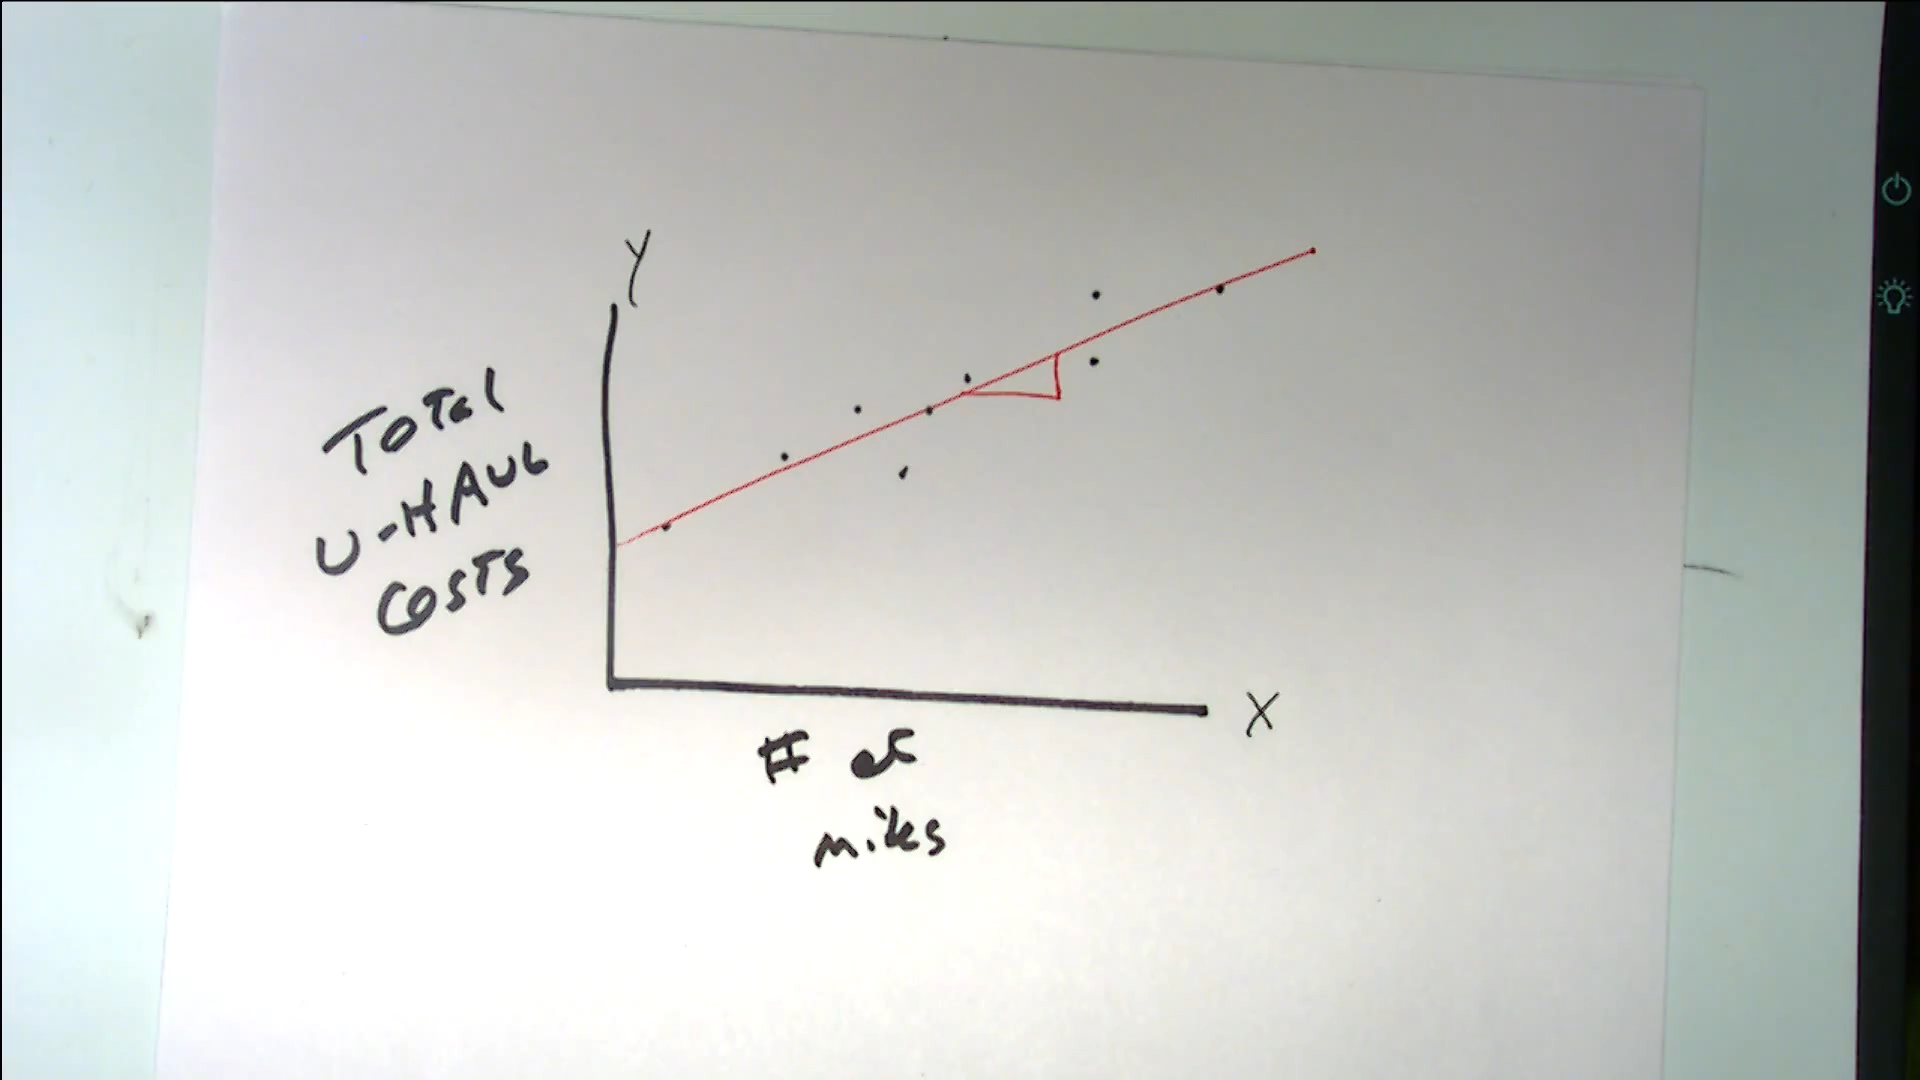 Y
Total
U-HAUL
Costs
X
# of
miles